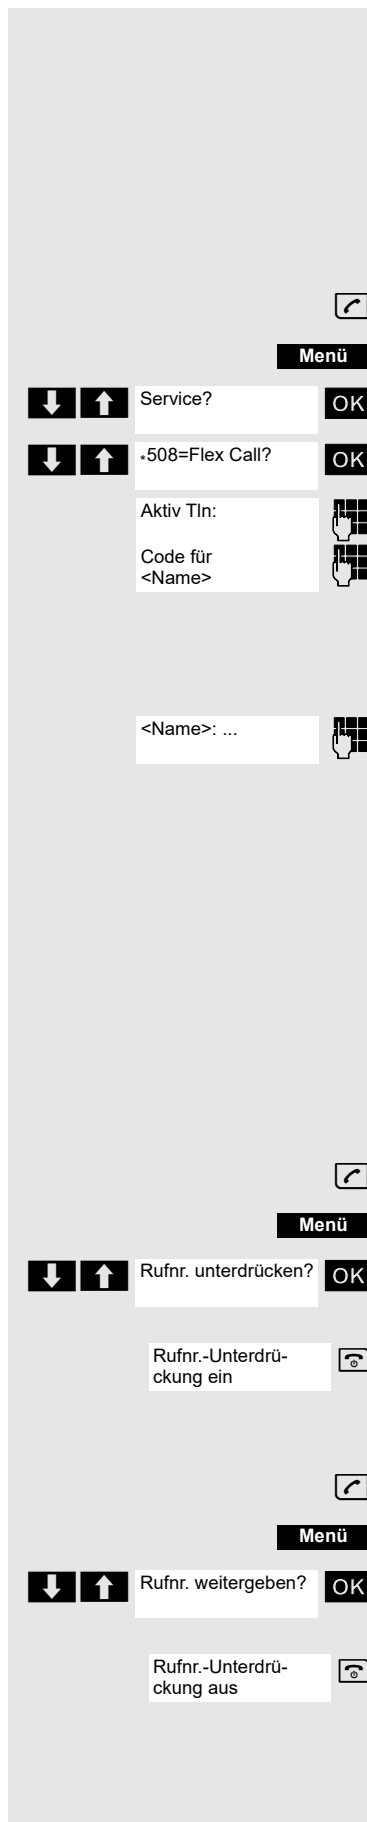 Menü
Service? OK
*508=Flex Call? OK
Aktiv Tln:
Code für
<Name>
<Name>: ...
Menü
Rufnr. unterdrücken? OK
Rufnr.-Unterdrü-
ckung ein
Menü
Rufnr. weitergeben? OK
Rufnr.-Unterdrü-
ckung aus